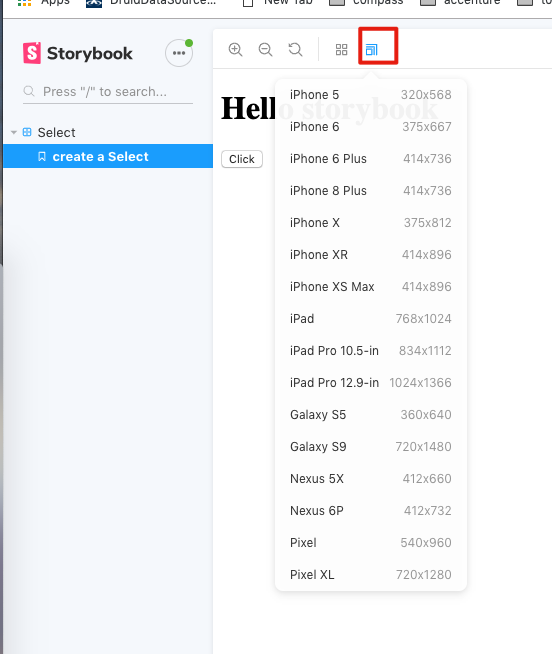 Apps
DruidDataSource...
New Tab
compass
accenture
Storybook
Press "/" to search...
Select
create a Select
Hello storybook
Click
iPhone 5 320x568
iPhone 6 375x667
iPhone 6 Plus 414x736
iPhone 8 Plus 414x736
iPhone X 375x812
iPhone XR 414x896
iPhone XS Max 414x896
iPad 768x1024
iPad Pro 10.5-in 834x1112
iPad Pro 12.9-in 1024x1366
Galaxy S5 360x640
Galaxy S9 720x1480
Nexus 5X 412x660
Nexus 6P 412x732
Pixel 540x960
Pixel XL 720x1280